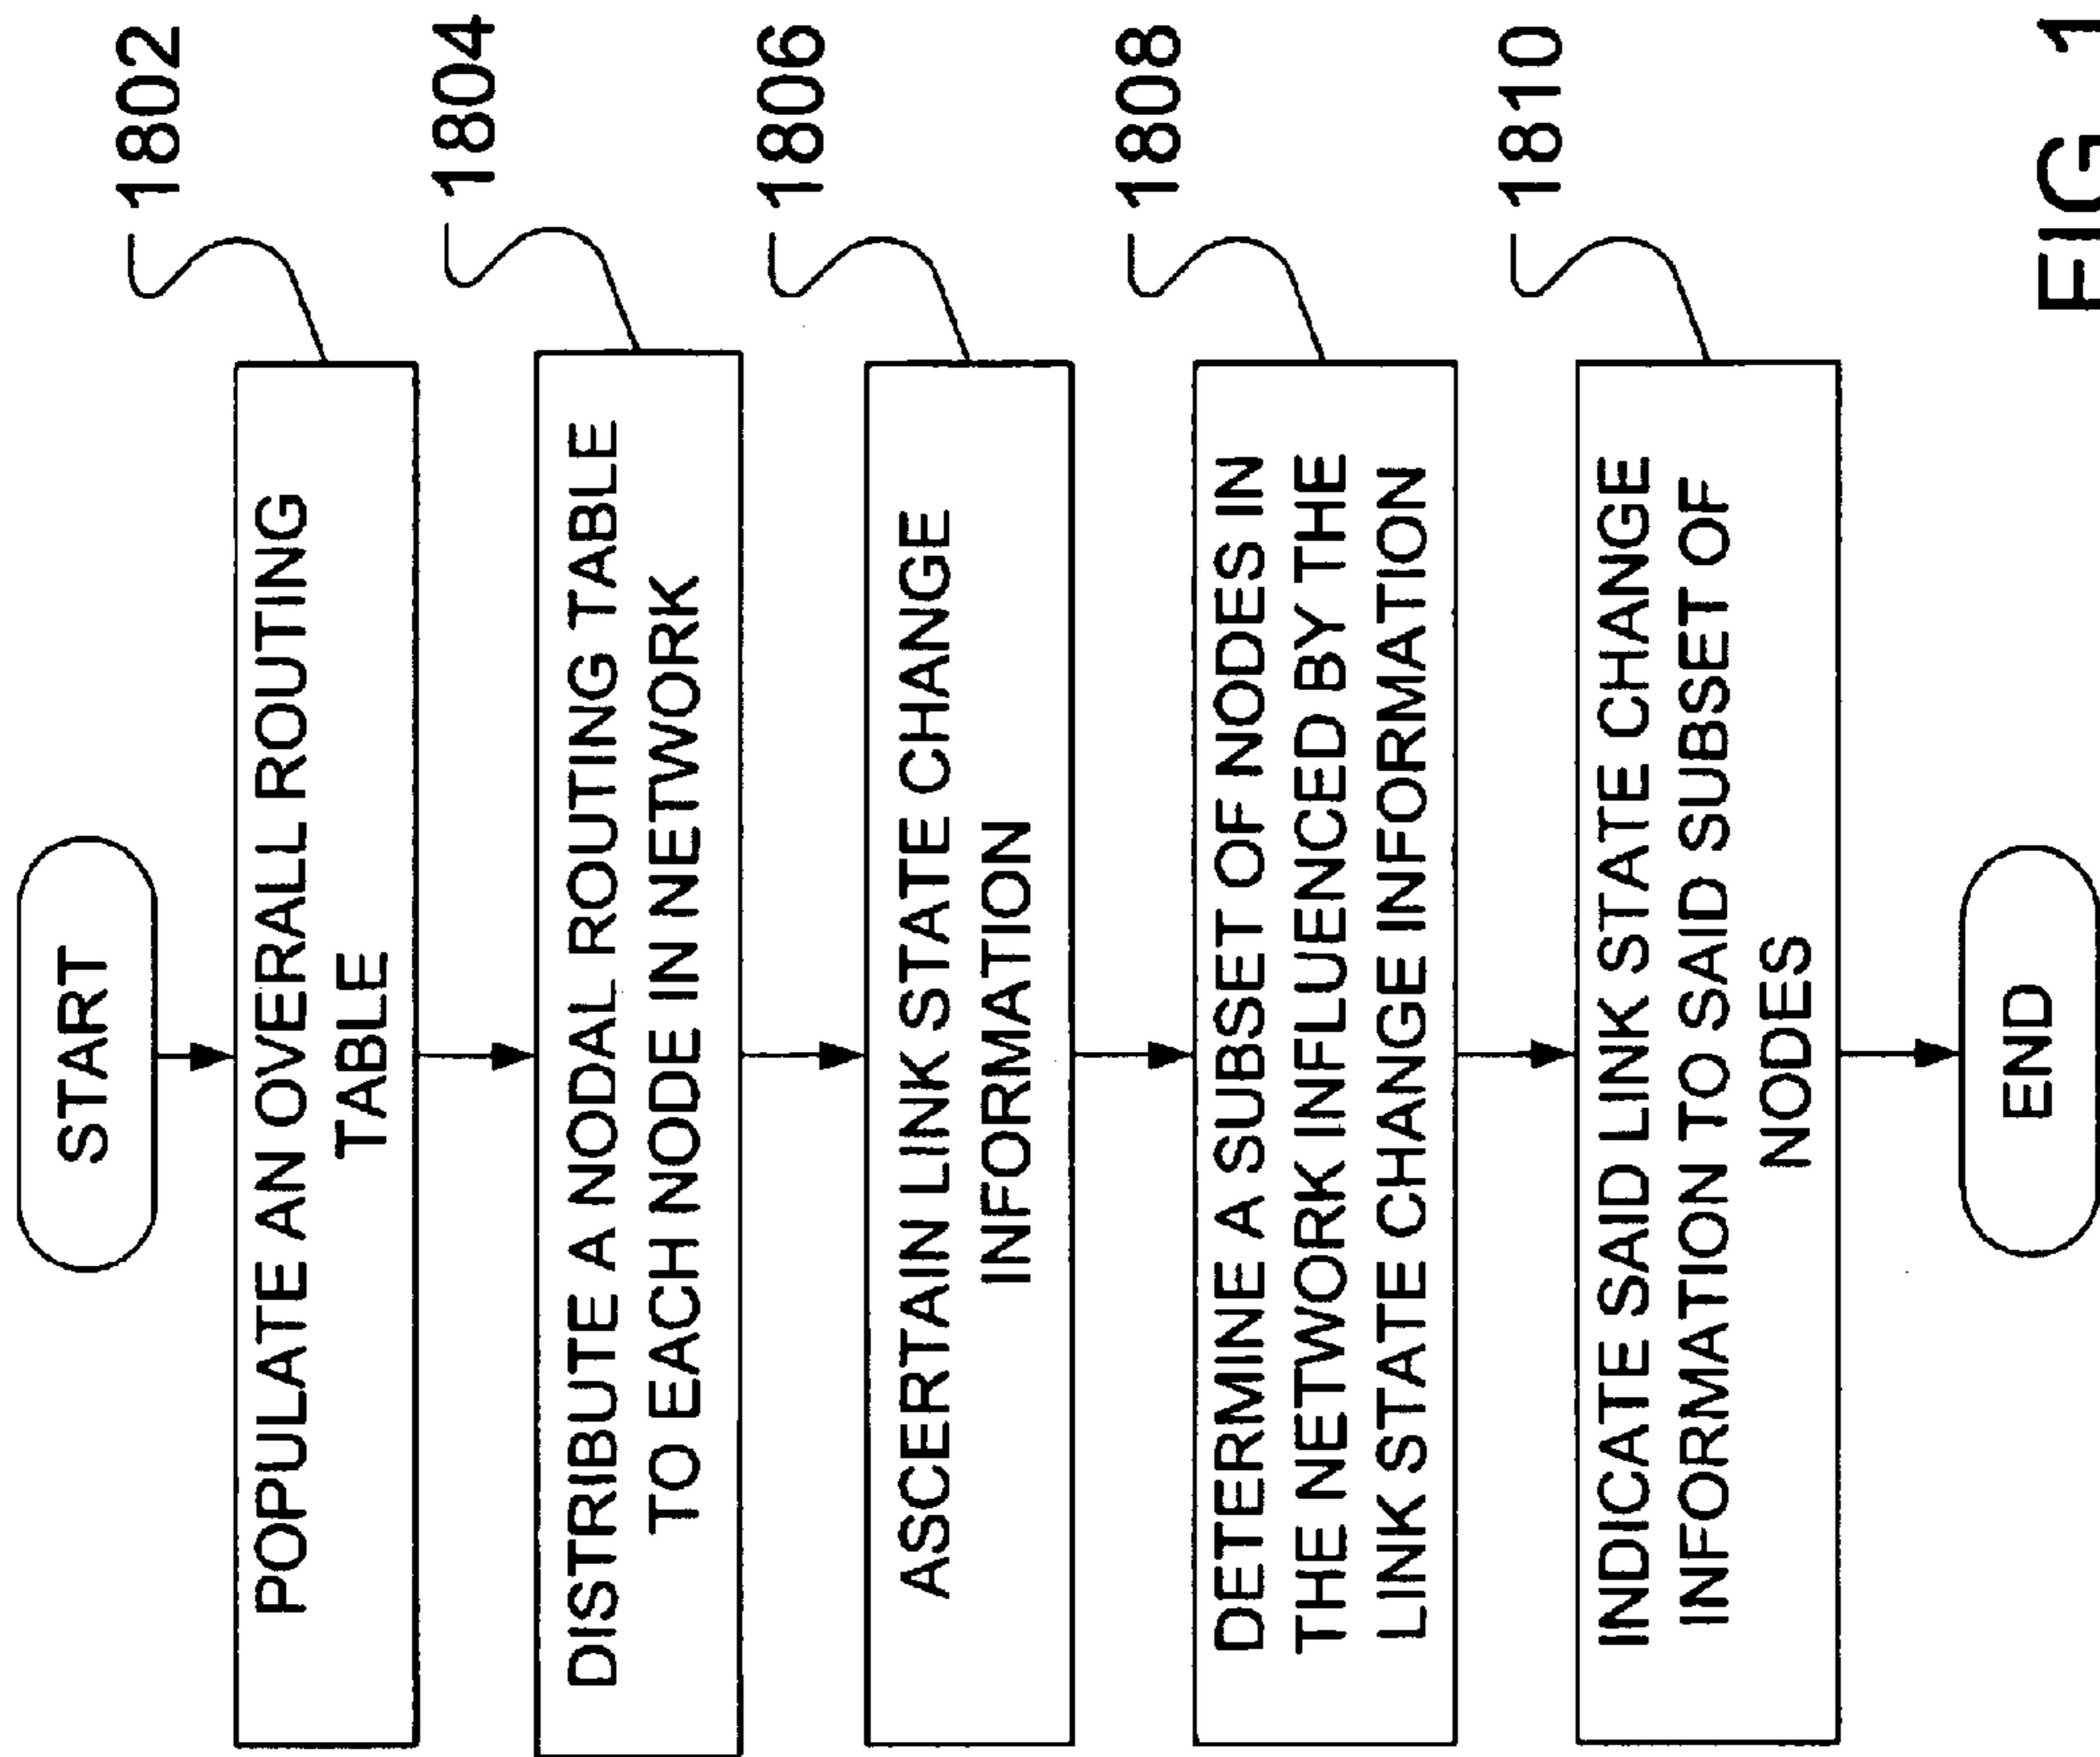 START
POPULATE AN OVERALL ROUTING
TABLE
1802
DISTRIBUTE A NODAL ROUTING TABLE
TO EACH NODE IN NETWORK
1804
ASCERTAIN LINK STATE CHANGE
INFORMATION
1806
DETERMINE A SUBSET OF NODES IN
THE NETWORK INFLUENCED BY THE
LINK STATE CHANGE INFORMATION
1808
INDICATE SAID LINK STATE CHANGE
INFORMATION TO SAID SUBSET OF
NODES
1810
END
FIG 1